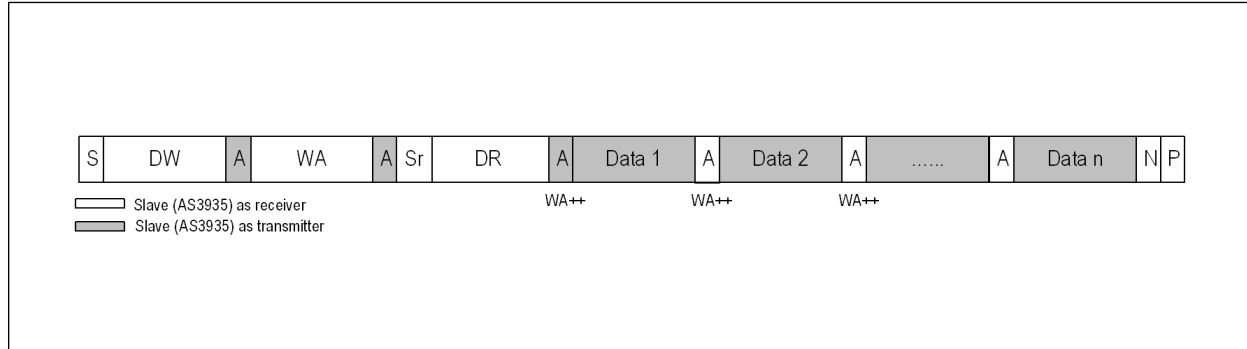 S DW A WA A Sr DR A Data 1 A Data 2 A ...... A Data n N P
WA++ WA++ WA++
Slave (AS3935) as receiver
Slave (AS3935) as transmitter